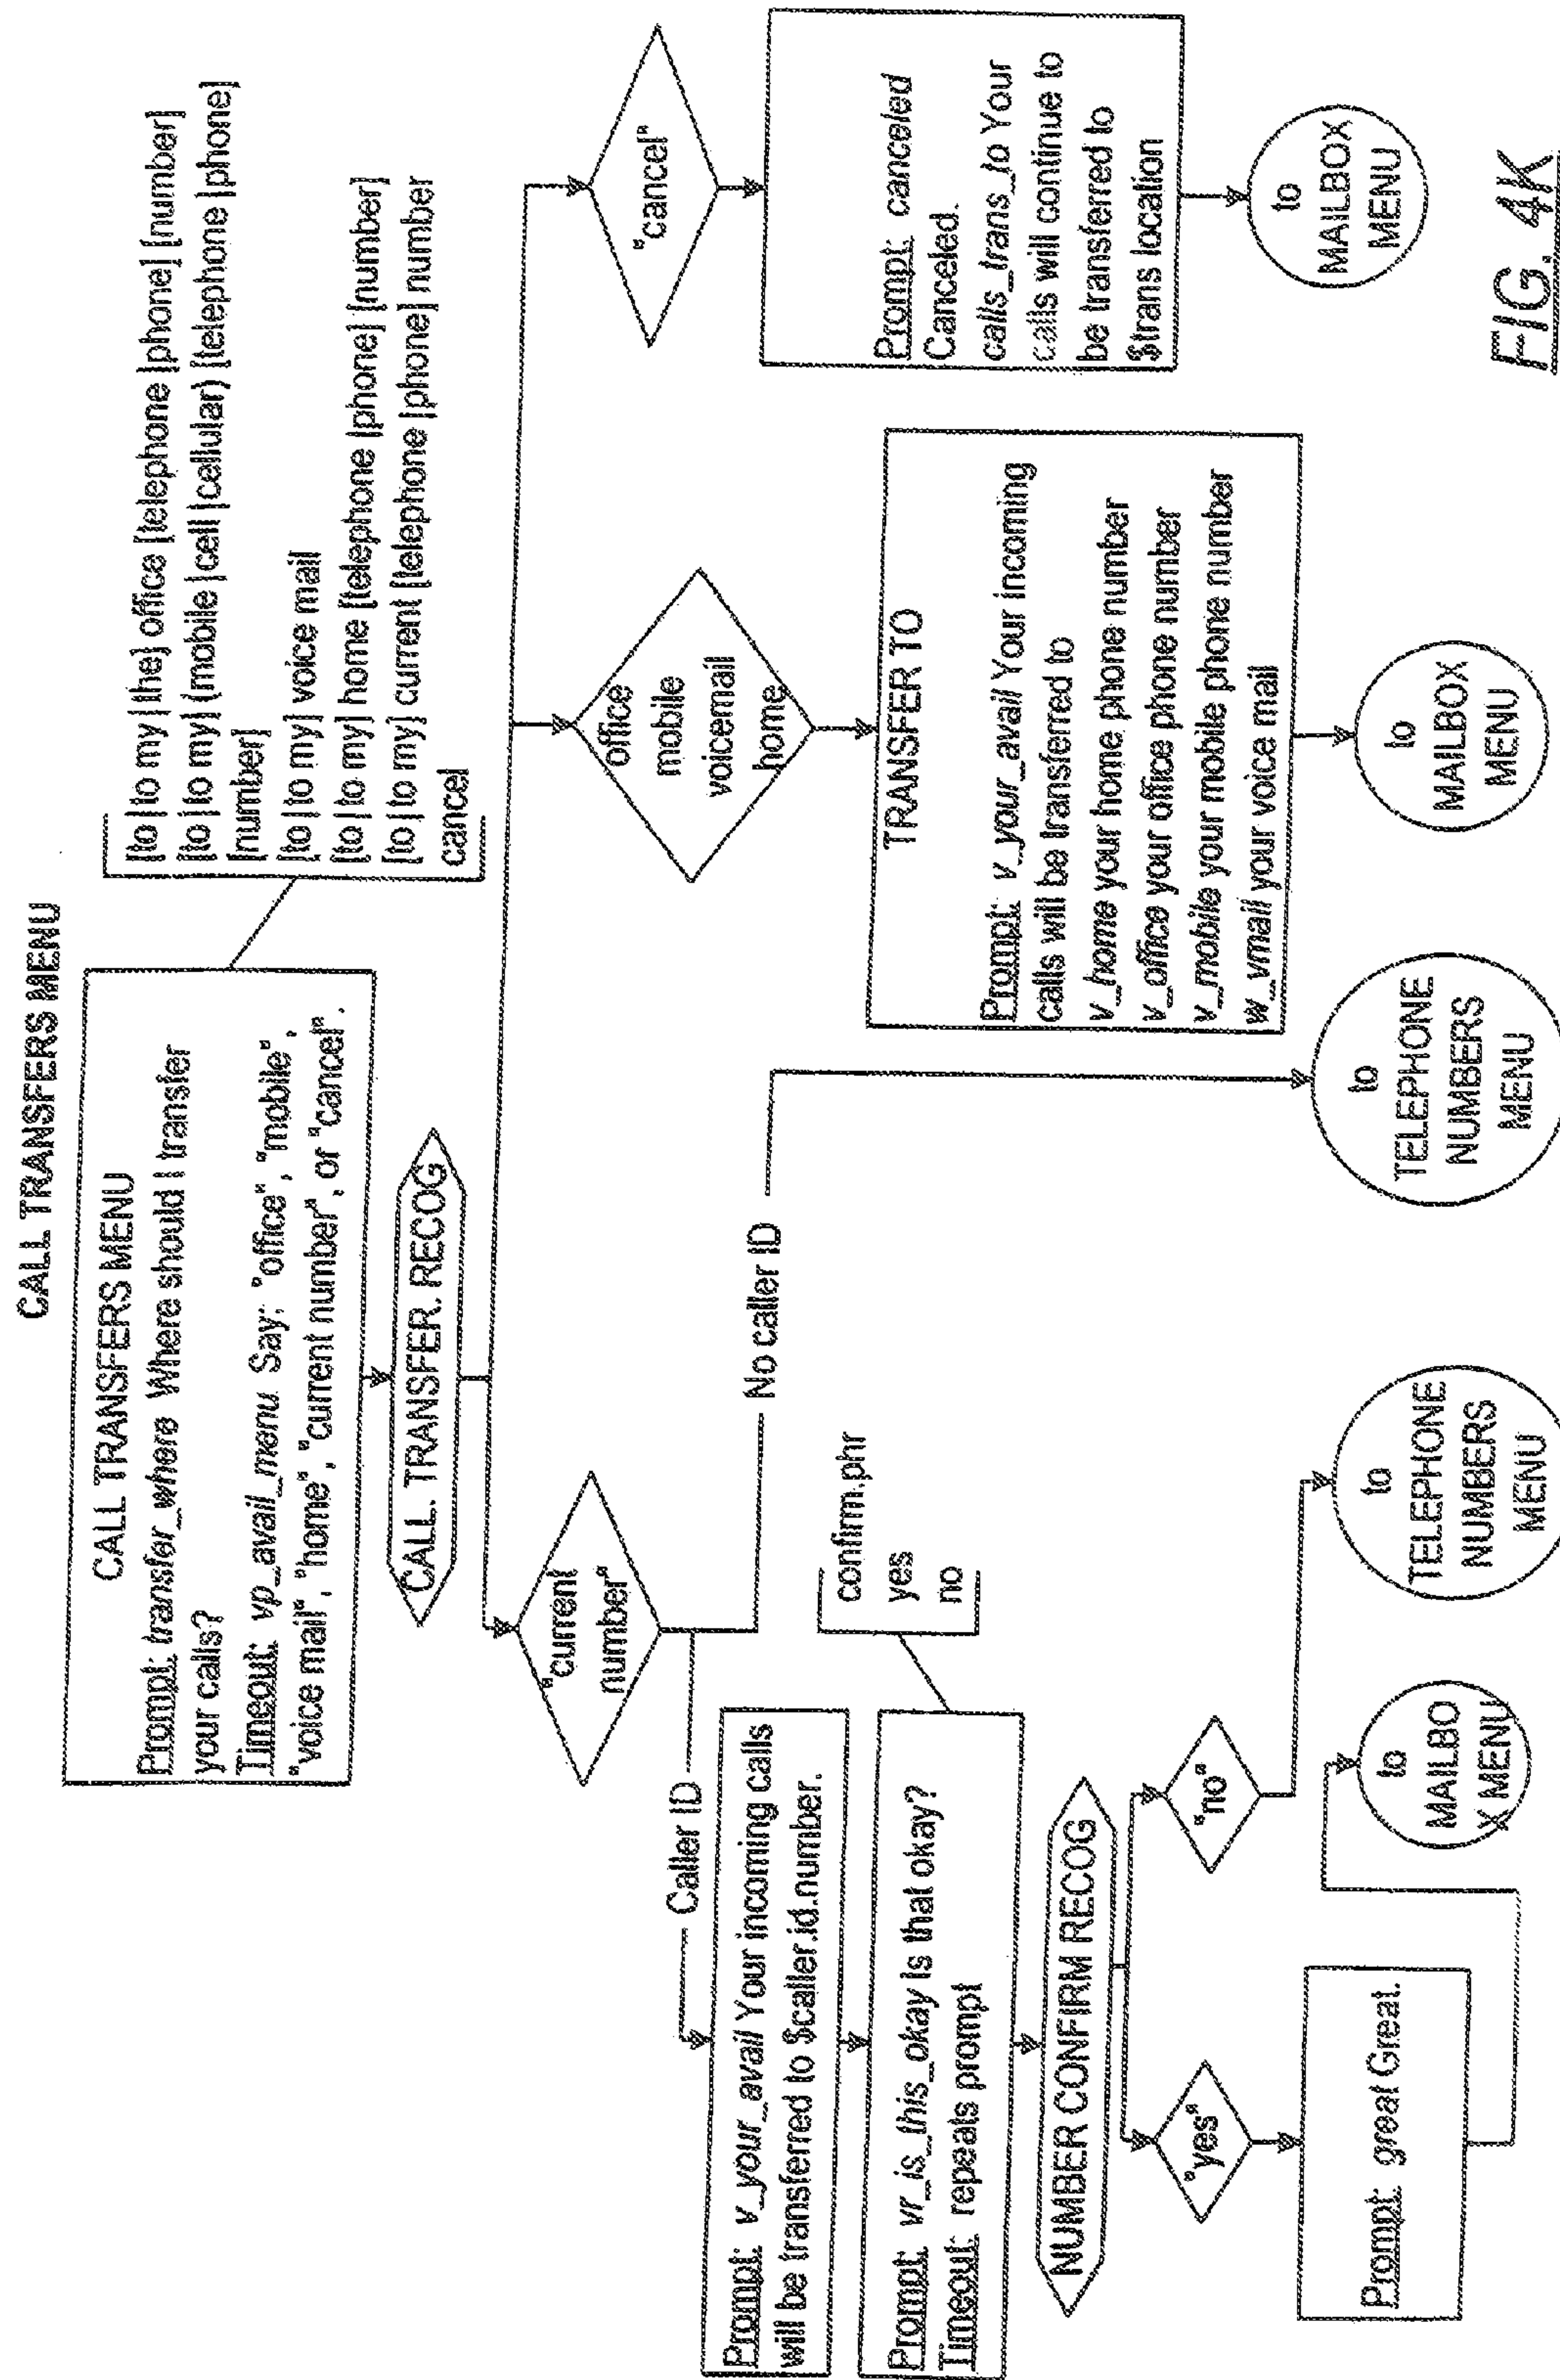 CALL TRANSFERS MENU
CALL TRANSFERS MENU
Prompt: transfer_where Where should I transfer
your calls?
Timeout: vp_avail_menu Say: "office", "mobile",
"voice mail", "home", "current number", or "cancel".
[to|to my|the] office [telephone|phone] [number]
[to|to my] (mobile|cell|cellular) [telephone|phone]
[number]
[to|to my] voice mail
[to|to my] home [telephone|phone] [number]
[to|to my] current [telephone|phone] number
cancel
CALL. TRANSFER. RECOG
"current
number"
office
mobile
voicemail
home
"cancel"
Caller ID
No caller ID
Prompt: v_your_avail Your incoming calls
will be transferred to $caller.id.number.
Prompt: vr_is_this_okay Is that okay?
Timeout: repeats prompt
confirm.phr
yes
no
NUMBER CONFIRM RECOG
"yes"
"no"
Prompt: great Great.
to
MAILBO
X MENU
to
TELEPHONE
NUMBERS
MENU
to
TELEPHONE
NUMBERS
MENU
TRANSFER TO
Prompt: v_your_avail Your incoming
calls will be transferred to
v_home your home phone number
v_office your office phone number
v_mobile your mobile phone number
w_vmail your voice mail
to
MAILBOX
MENU
Prompt: canceled
Canceled.
calls_trans_to Your
calls will continue to
be transferred to
$trans location
to
MAILBOX
MENU
FIG. 4K